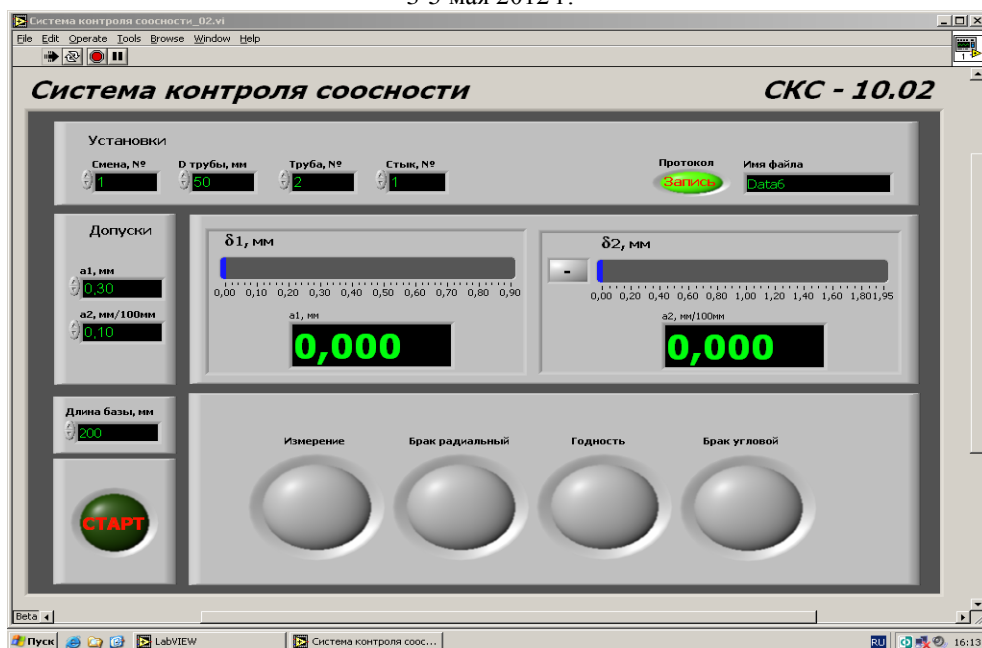 3-5 мая 2012 г.
Система контроля соосности_02.vi
File Edit Operate Tools Browse Window Help
1
Система контроля соосности
СКС - 10.02
Установки
Смена, № D трубы, мм Труба, № Стык, № Протокол Имя файла
1 50 2 1 Запись Data6
Допуски
a1, мм
0,30
a2, мм/100мм
0,10
δ1, мм
0,00 0,10 0,20 0,30 0,40 0,50 0,60 0,70 0,80 0,90
a1, мм
0,000
δ2, мм
-
0,00 0,20 0,40 0,60 0,80 1,00 1,20 1,40 1,60 1,801,95
a2, мм/100мм
0,000
Длина базы, мм
200
СТАРТ
Измерение Брак радиальный Годность Брак угловой
Beta
Пуск LabVIEW Система контроля соос... RU 16:13